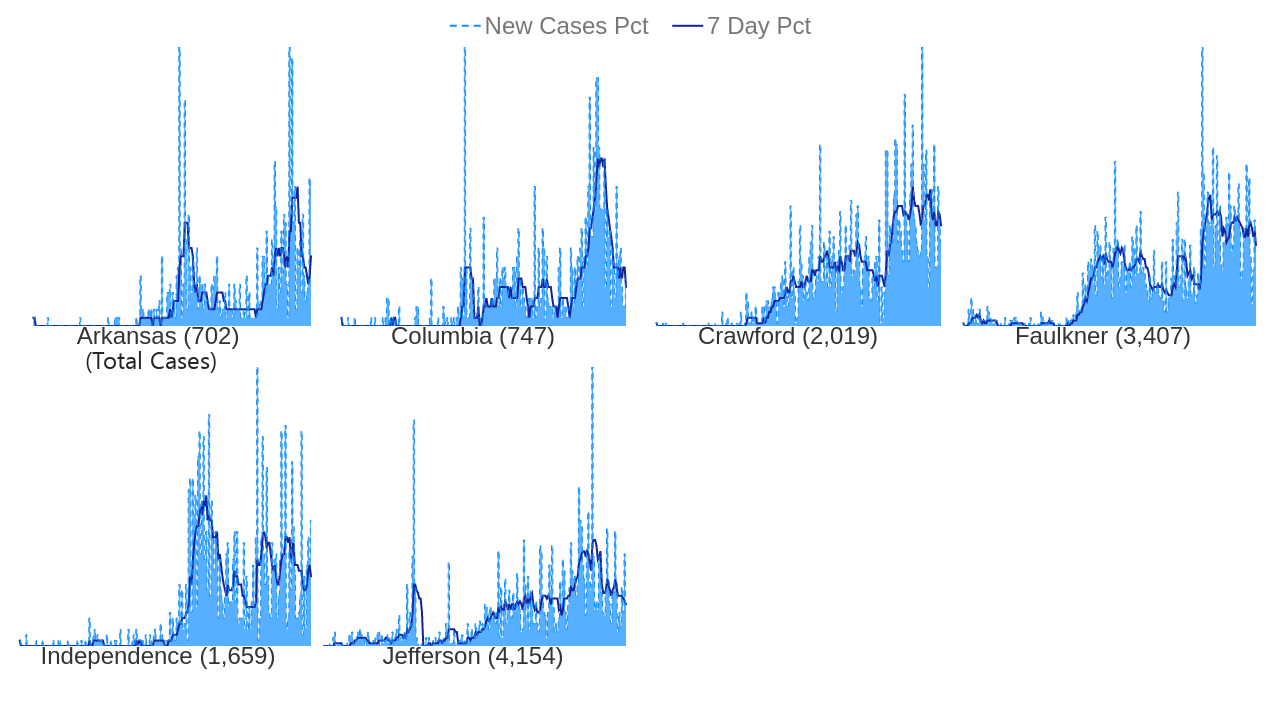 New Cases Pct 7 Day Pct
Arkansas (702) Columbia (747) Crawford (2,019) Faulkner (3,407)
(Total Cases)
Independence (1,659) Jefferson (4,154)